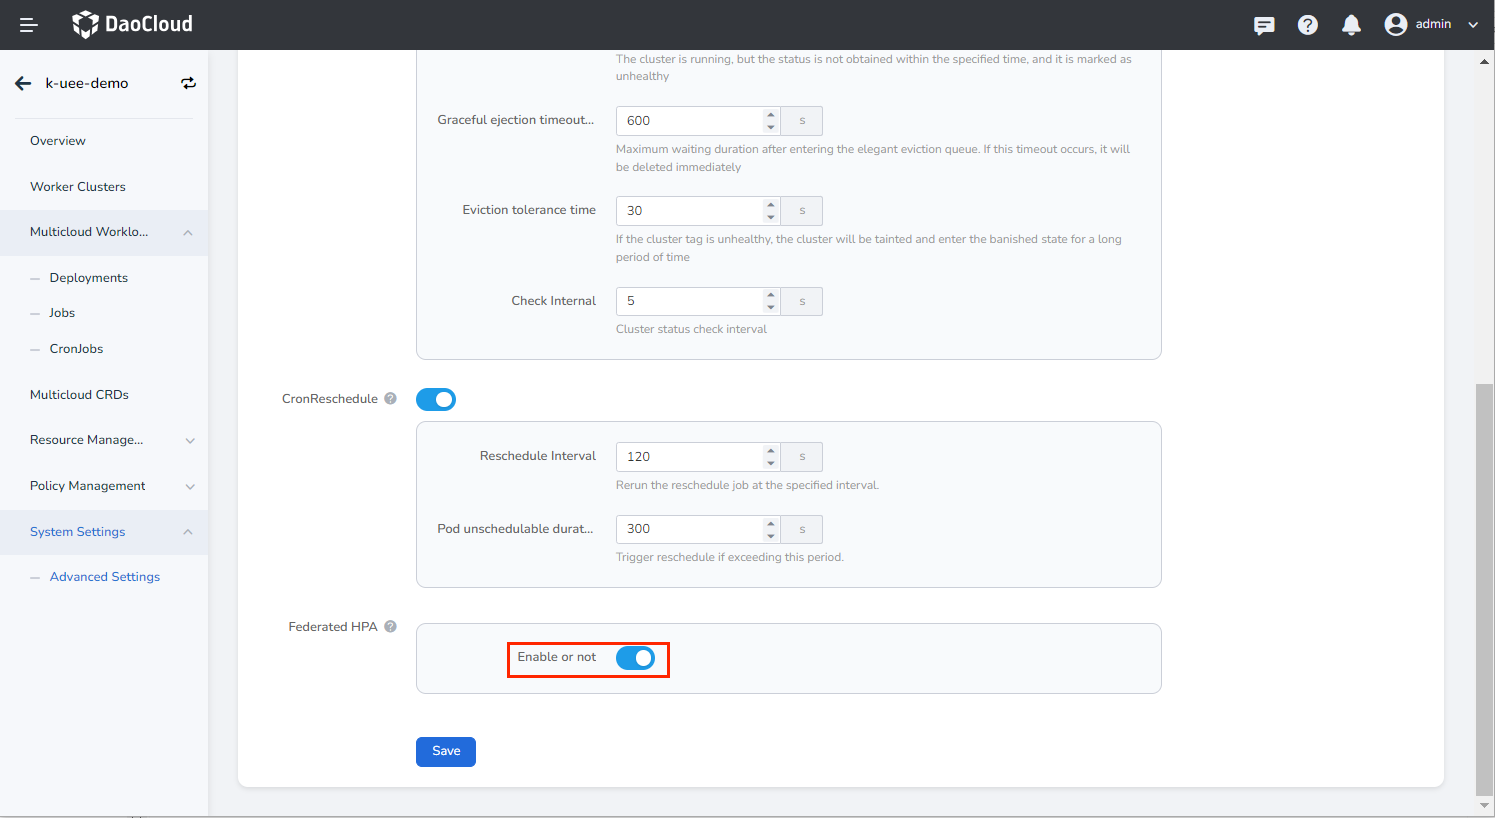 DaoCloud
admin
k-uee-demo
Overview
Worker Clusters
Multicloud Worklo...
Deployments
Jobs
CronJobs
Multicloud CRDs
Resource Manage...
Policy Management
System Settings
Advanced Settings
The cluster is running, but the status is not obtained within the specified time, and it is marked as
unhealthy
Graceful ejection timeout... 600 s
Maximum waiting duration after entering the elegant eviction queue. If this timeout occurs, it will
be deleted immediately
Eviction tolerance time 30 s
If the cluster tag is unhealthy, the cluster will be tainted and enter the banished state for a long
period of time
Check Internal 5 s
Cluster status check interval
CronReschedule ?
Reschedule Interval 120 s
Rerun the reschedule job at the specified interval.
Pod unschedulable durat... 300 s
Trigger reschedule if exceeding this period.
Federated HPA ?
Enable or not
Save